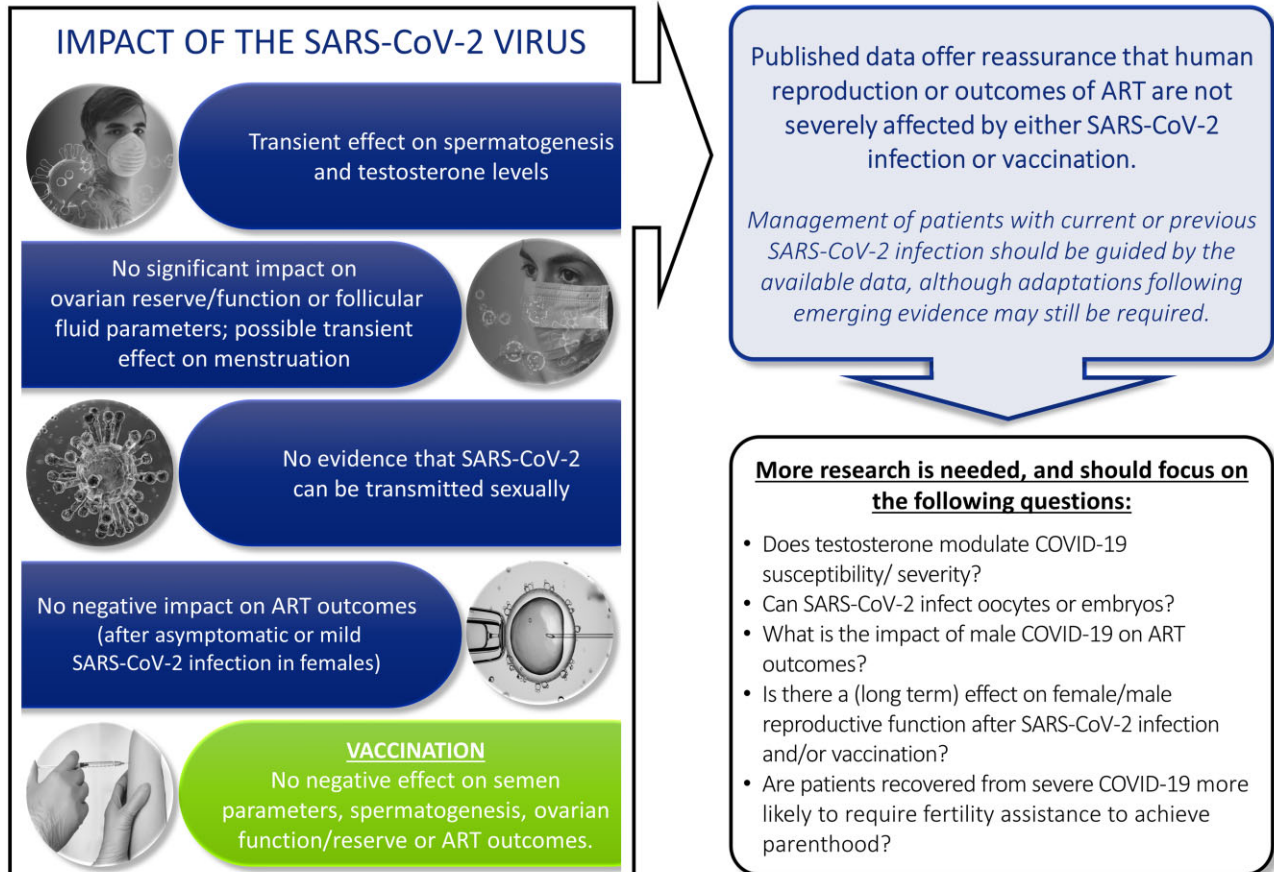 IMPACT OF THE SARS-CoV-2 VIRUS
Transient effect on spermatogenesis
and testosterone levels
No significant impact on
ovarian reserve/function or follicular
fluid parameters; possible transient
effect on menstruation
No evidence that SARS-CoV-2
can be transmitted sexually
No negative impact on ART outcomes
(after asymptomatic or mild
SARS-CoV-2 infection in females)
VACCINATION
No negative effect on semen
parameters, spermatogenesis, ovarian
function/reserve or ART outcomes.
Published data offer reassurance that human
reproduction or outcomes of ART are not
severely affected by either SARS-CoV-2
infection or vaccination.
Management of patients with current or previous
SARS-CoV-2 infection should be guided by the
available data, although adaptations following
emerging evidence may still be required.
More research is needed, and should focus on
the following questions:
• Does testosterone modulate COVID-19
susceptibility/ severity?
• Can SARS-CoV-2 infect oocytes or embryos?
• What is the impact of male COVID-19 on ART
outcomes?
• Is there a (long term) effect on female/male
reproductive function after SARS-CoV-2 infection
and/or vaccination?
• Are patients recovered from severe COVID-19 more
likely to require fertility assistance to achieve
parenthood?